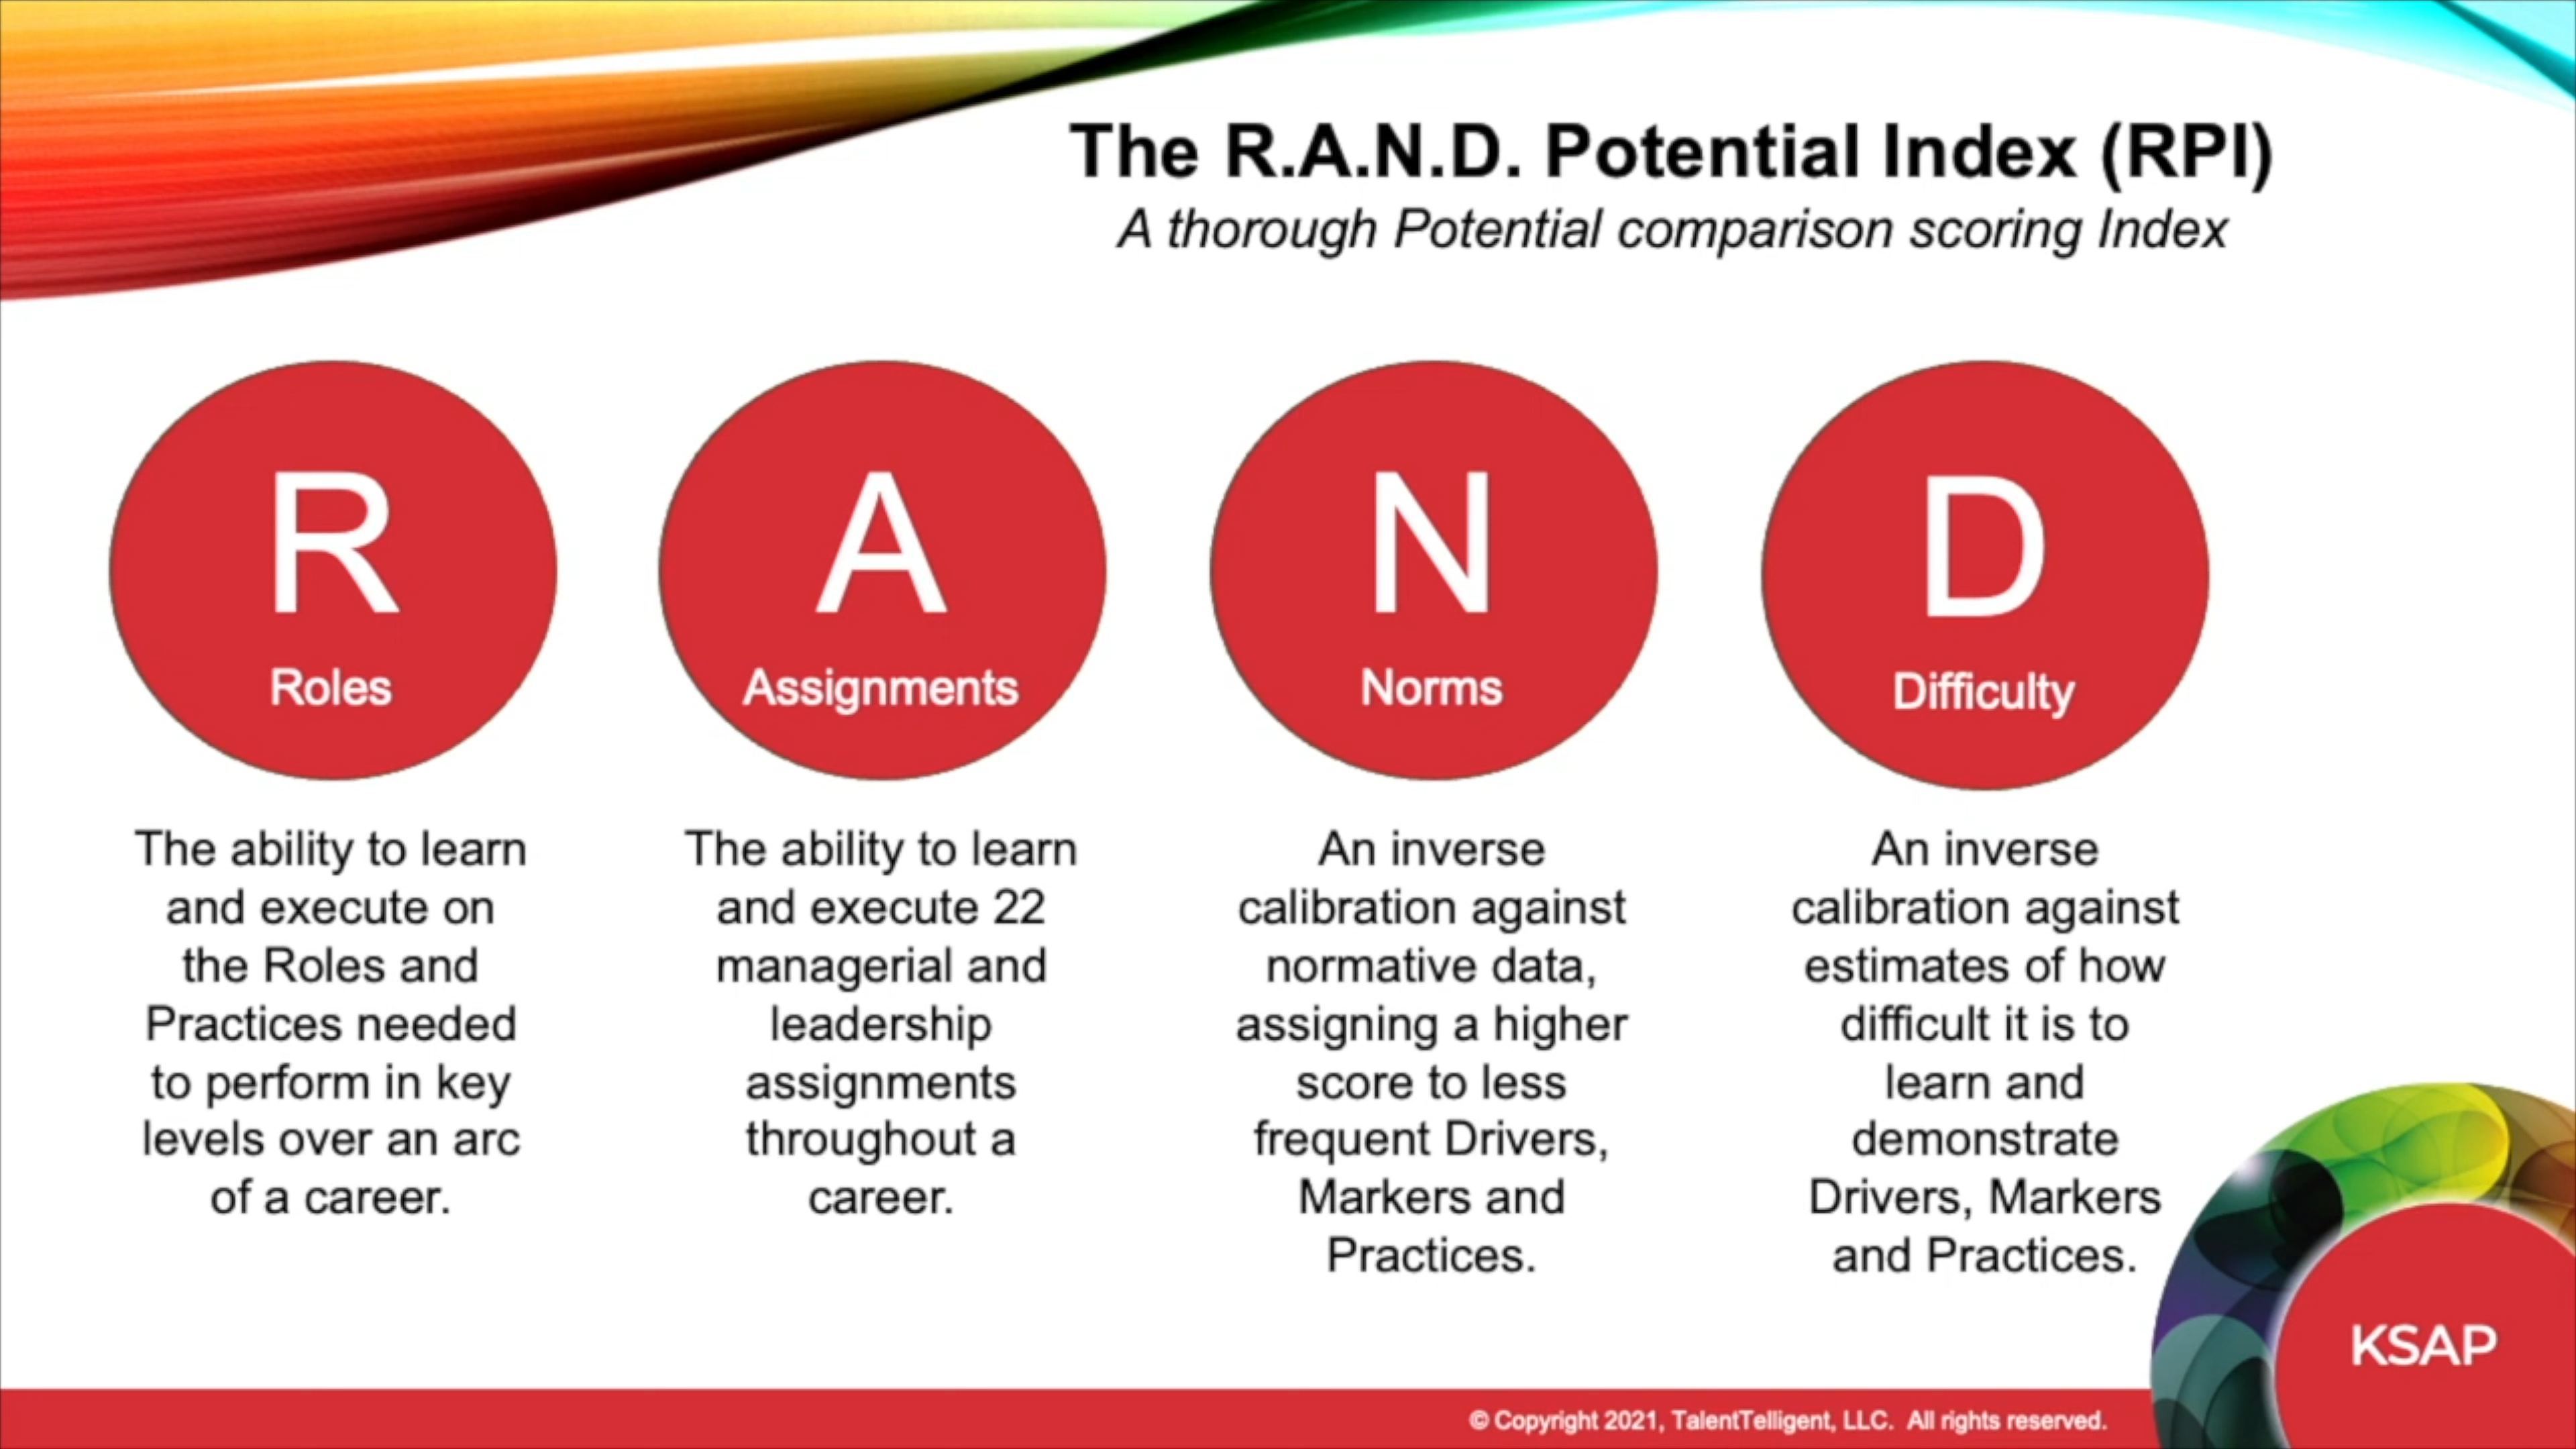 The R.A.N.D. Potential Index (RPI)
A thorough Potential comparison scoring Index
R
Roles
The ability to learn
and execute on
the Roles and
Practices needed
to perform in key
levels over an arc
of a career.
A
Assignments
The ability to learn
and execute 22
managerial and
leadership
assignments
throughout a
career.
N
Norms
An inverse
calibration against
normative data,
assigning a higher
score to less
frequent Drivers,
Markers and
Practices.
D
Difficulty
An inverse
calibration against
estimates of how
difficult it is to
learn and
demonstrate
Drivers, Markers
and Practices.
KSAP
© Copyright 2021, TalentTelligent, LLC. All rights reserved.